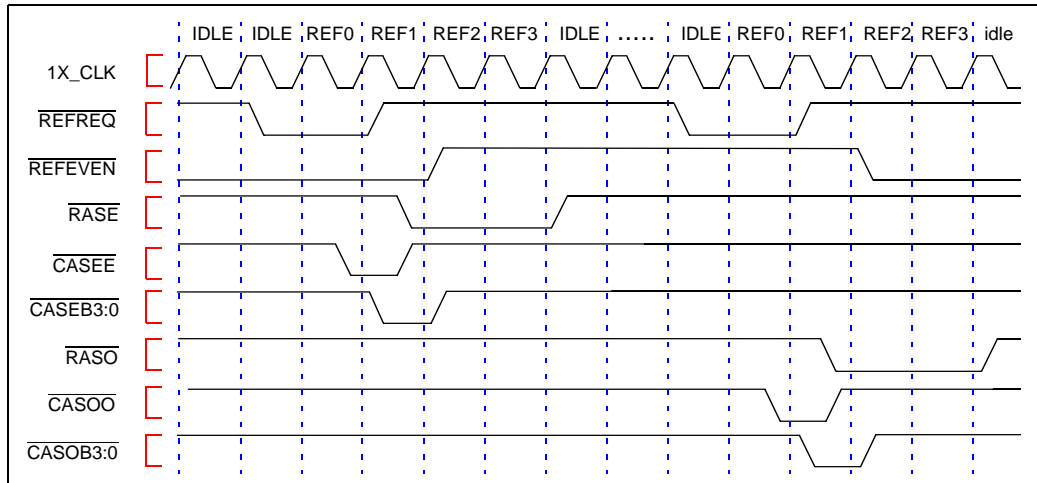 IDLE IDLE REF0 REF1 REF2 REF3 IDLE ..... IDLE REF0 REF1 REF2 REF3 idle
1X_CLK
REFREQ
REFEVEN
RASE
CASEE
CASEB3:0
RASO
CASOO
CASOB3:0